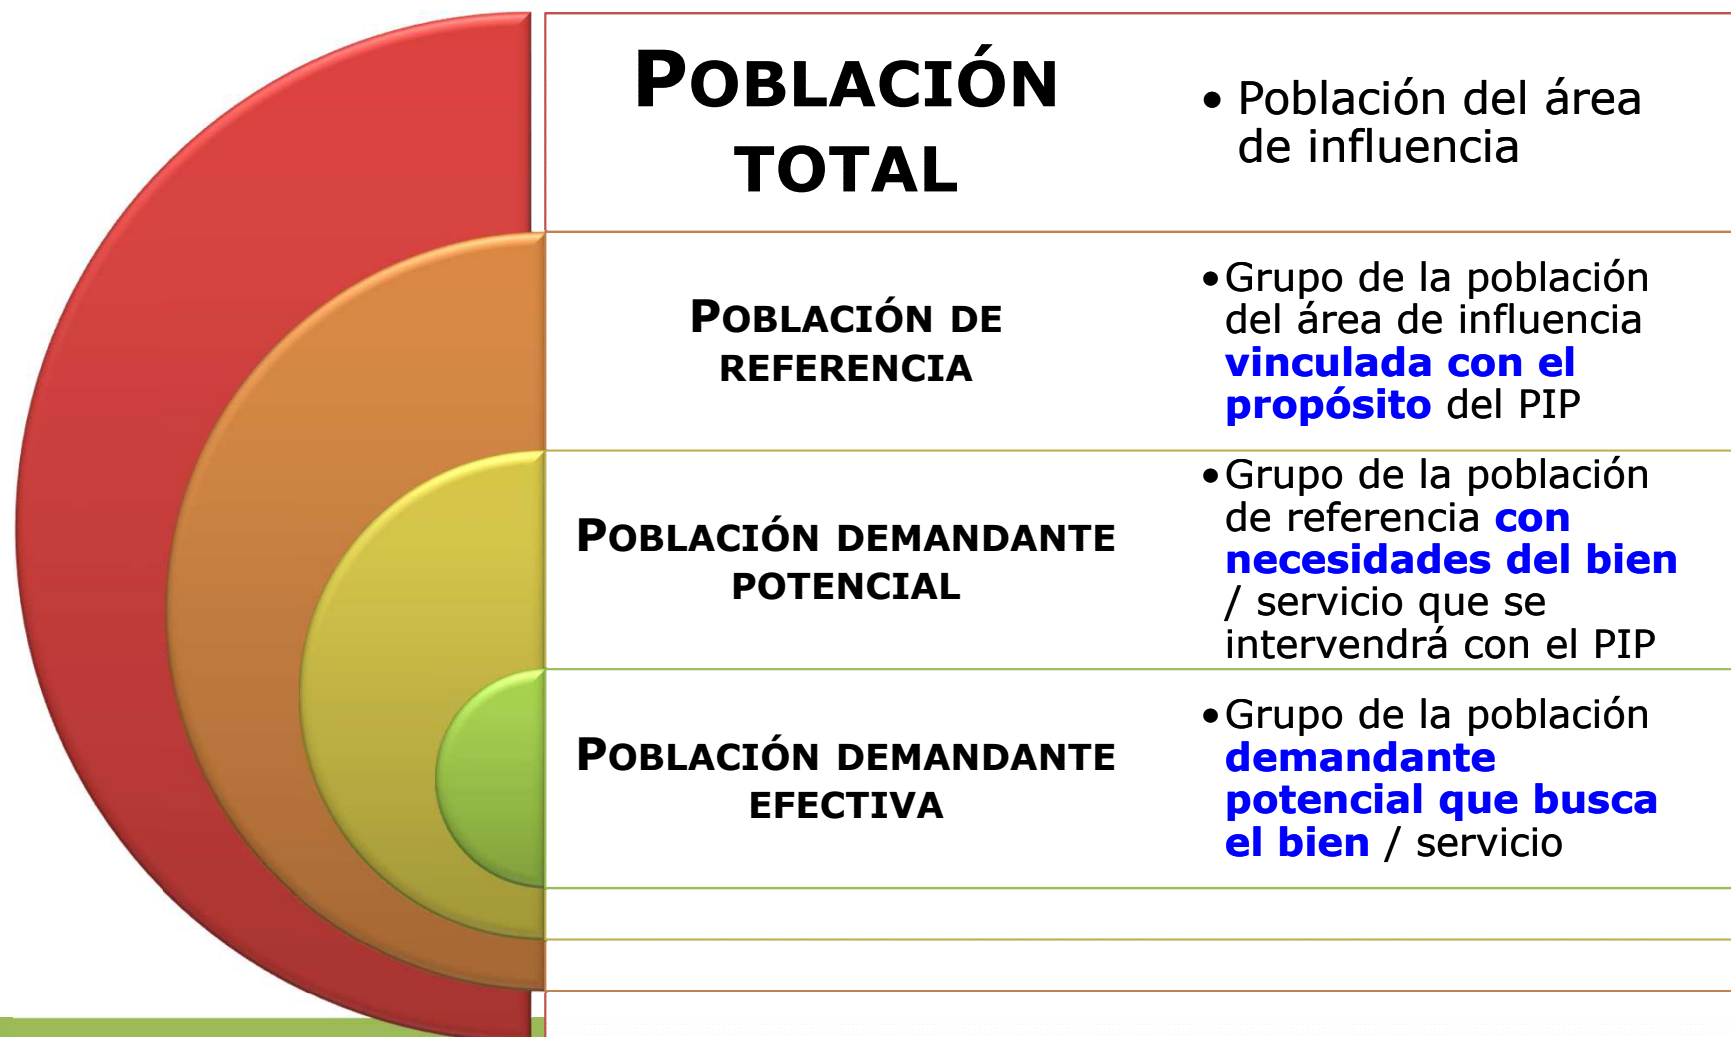 POBLACIÓN
TOTAL
• Población del área
de influencia
POBLACIÓN DE
REFERENCIA
•Grupo de la población
del área de influencia
vinculada con el
propósito del PIP
POBLACIÓN DEMANDANTE
POTENCIAL
•Grupo de la población
de referencia con
necesidades del bien
/ servicio que se
intervendrá con el PIP
POBLACIÓN DEMANDANTE
EFECTIVA
•Grupo de la población
demandante
potencial que busca
el bien / servicio